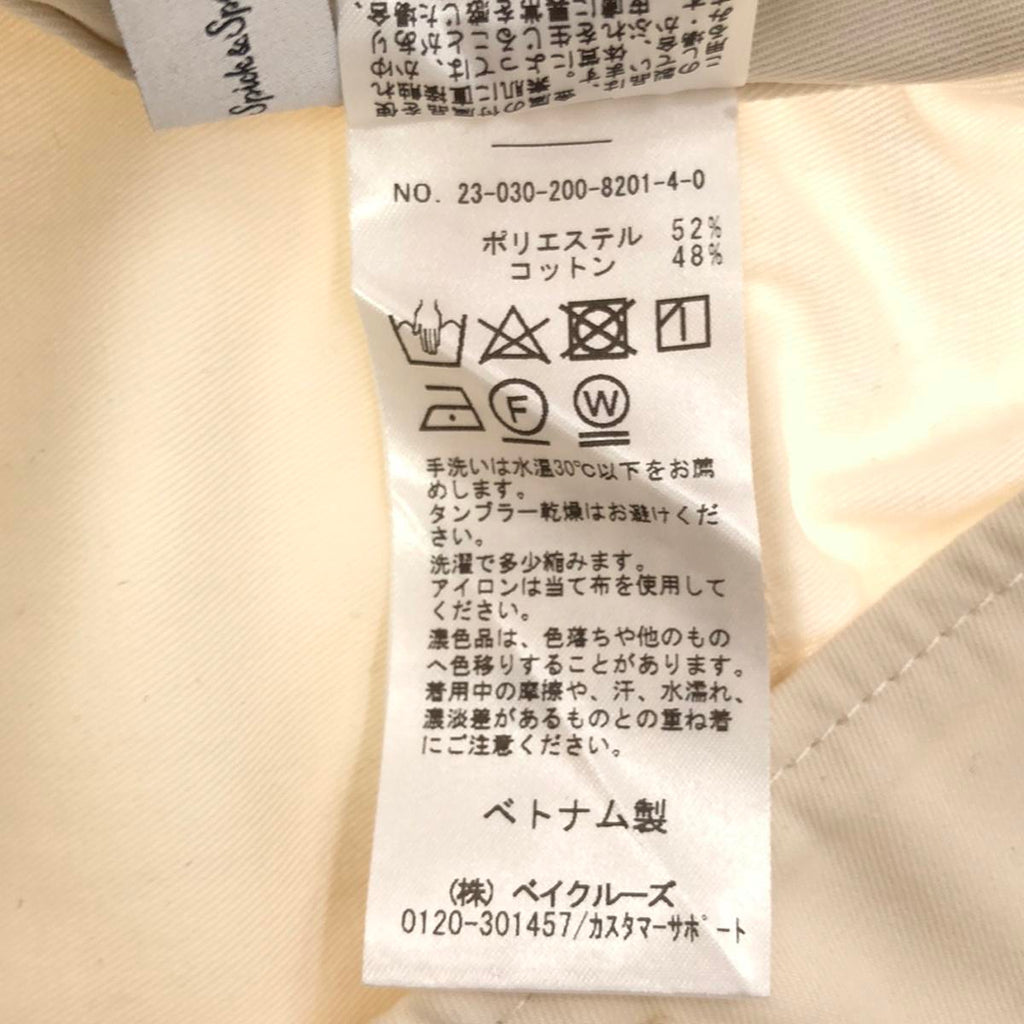 Spick & Sp
NO. 23-030-200-8201-4-0
ポリエステル 52%
コットン 48%
F
W
手洗いは水温30℃以下をお薦
めします。
タンブラー乾燥はお避けくだ
さい。
洗濯で多少縮みます。
アイロンは当て布を使用して
ください。
濃色品は、色落ちや他のもの
へ色移りすることがあります。
着用中の摩擦や、汗、水濡れ、
濃淡差があるものとの重ね着
にご注意ください。
ベトナム製
(株) ベイクルーズ
0120-301457/カスタマーサポート